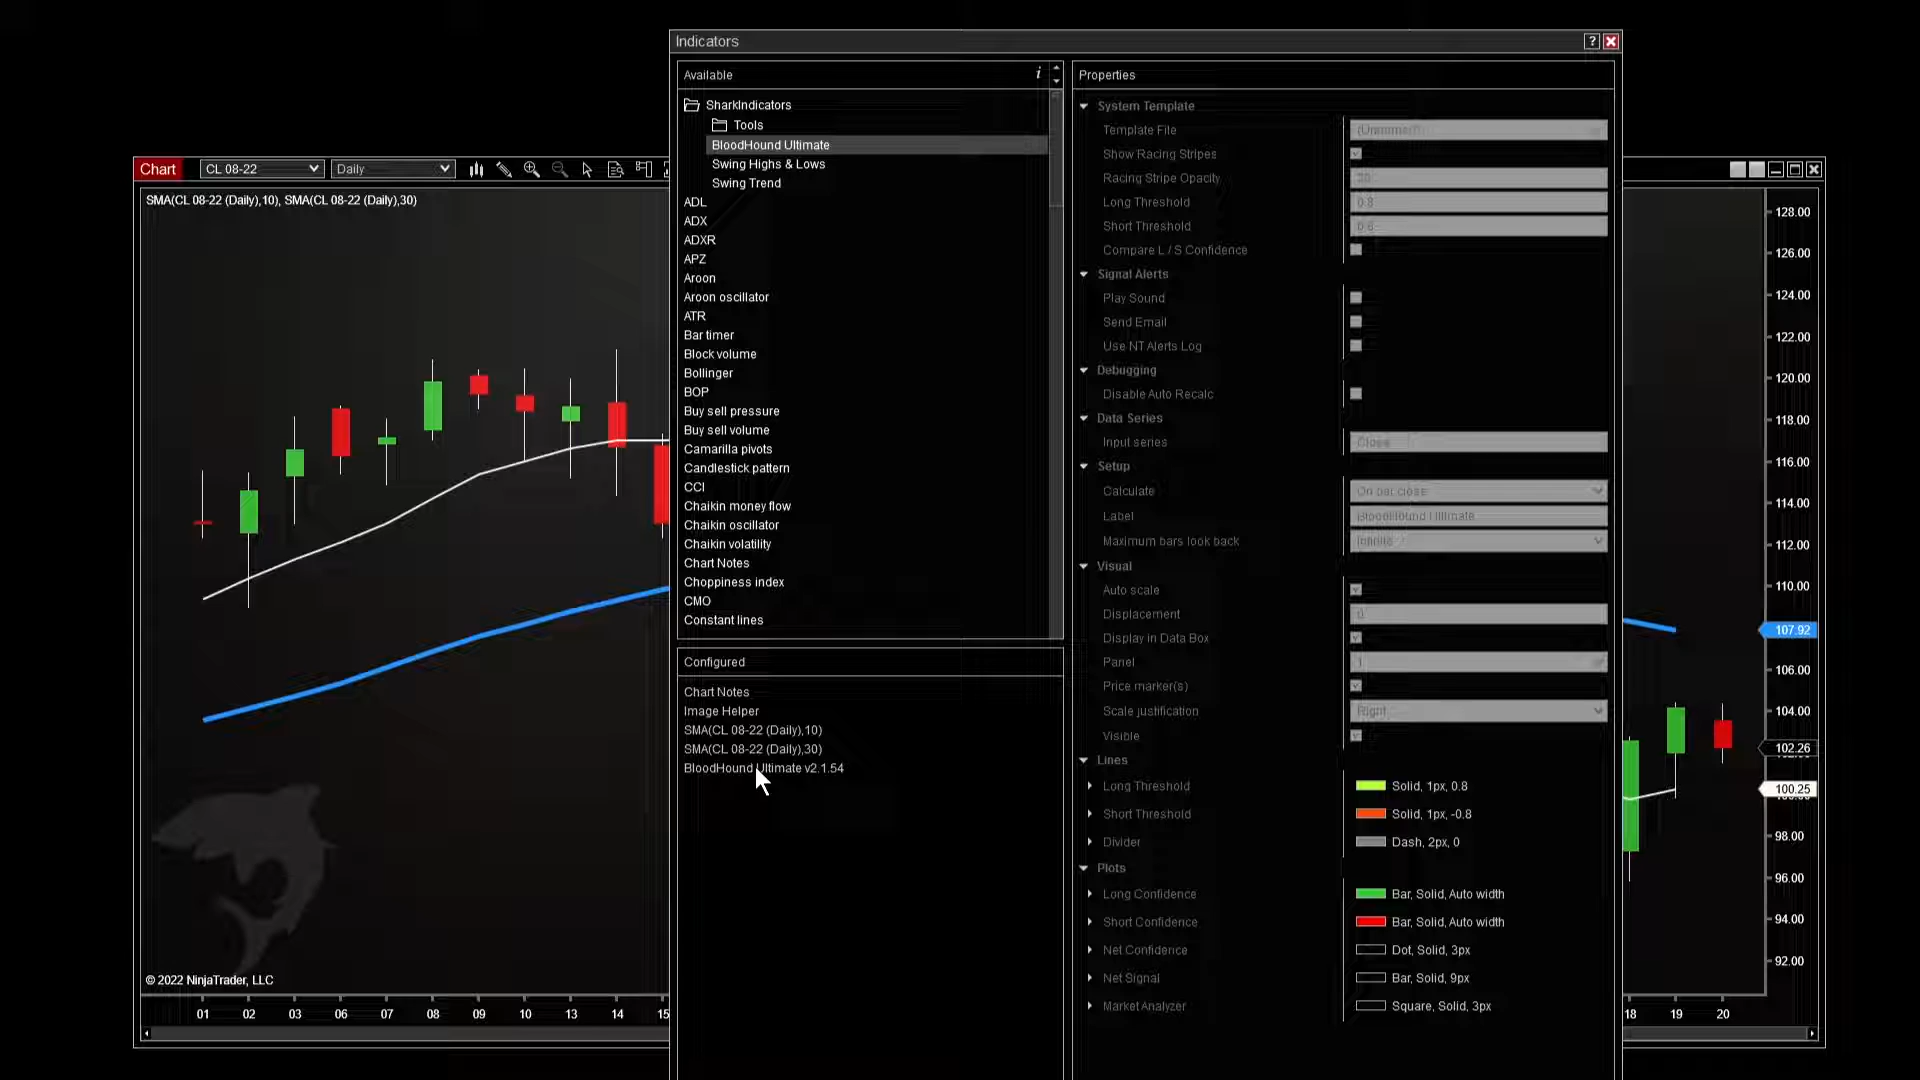 Indicators
?
Chart
CL 08-22
Daily
SMA(CL 08-22 (Daily),10), SMA(CL 08-22 (Daily),30)
© 2022 NinjaTrader, LLC
01 02 03 06 07 08 09 10 13 14 15
Available
i
SharkIndicators
Tools
BloodHound Ultimate
Swing Highs & Lows
Swing Trend
ADL
ADX
ADXR
APZ
Aroon
Aroon oscillator
ATR
Bar timer
Block volume
Bollinger
BOP
Buy sell pressure
Buy sell volume
Camarilla pivots
Candlestick pattern
CCI
Chaikin money flow
Chaikin oscillator
Chaikin volatility
Chart Notes
Choppiness index
CMO
Constant lines
Configured
Chart Notes
Image Helper
SMA(CL 08-22 (Daily),10)
SMA(CL 08-22 (Daily),30)
BloodHound Ultimate v2.1.54
Properties
System Template
Template File
Show Racing Stripes
Racing Stripe Opacity
Long Threshold 0.8
Short Threshold
Compare L / S Confidence
Signal Alerts
Play Sound
Send Email
Use NT Alerts Log
Debugging
Disable Auto Recalc
Data Series
Input series Close
Setup
Calculate On bar close
Label BloodHound Ultimate
Maximum bars look back Infinite
Visual
Auto scale
Displacement 0
Display in Data Box
Panel
Price marker(s)
Scale justification Right
Visible
Lines
Long Threshold Solid, 1px, 0.8
Short Threshold Solid, 1px, -0.8
Divider Dash, 2px, 0
Plots
Long Confidence Bar, Solid, Auto width
Short Confidence Bar, Solid, Auto width
Net Confidence Dot, Solid, 3px
Net Signal Bar, Solid, 9px
Market Analyzer Square, Solid, 3px
128.00
126.00
124.00
122.00
120.00
118.00
116.00
114.00
112.00
110.00
107.92
106.00
104.00
102.26
100.25
98.00
96.00
94.00
92.00
18 19 20